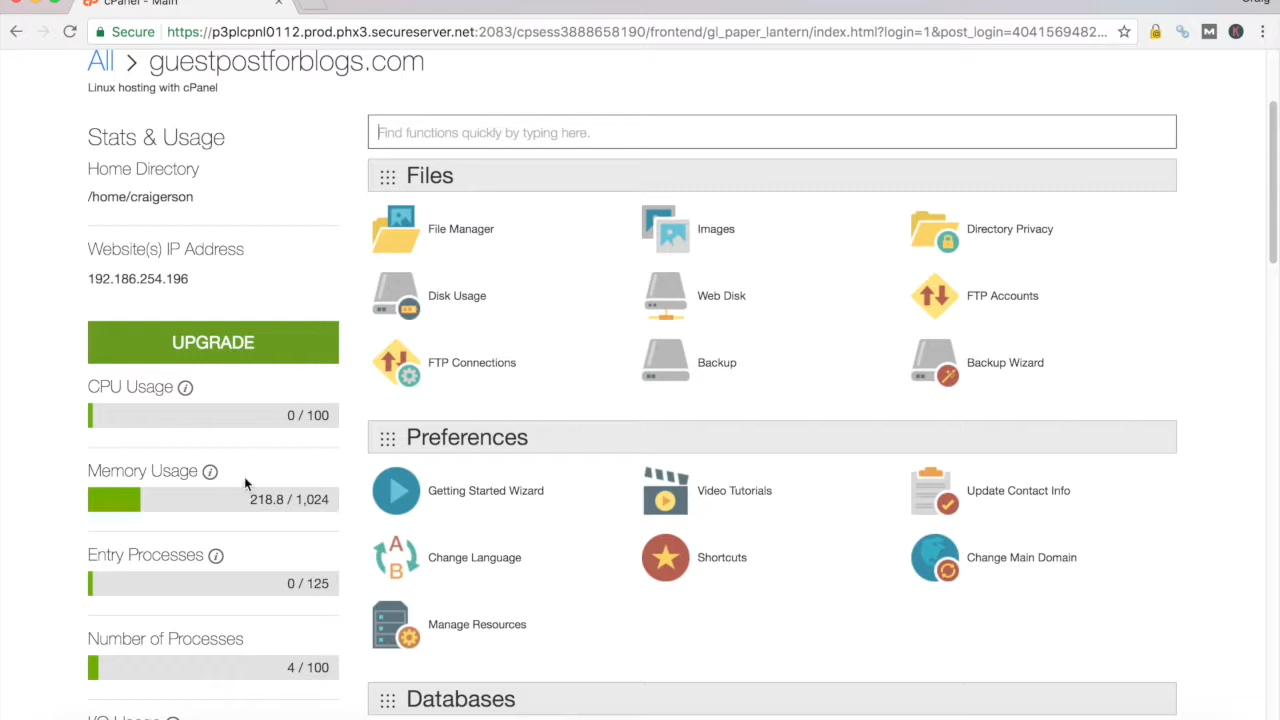 cPanel - Main
Craig
Secure https://p3plcpnl0112.prod.phx3.secureserver.net:2083/cpsess3888658190/frontend/gl_paper_lantern/index.html?login=1&post_login=4041569482...
M
K
All > guestpostforblogs.com
Linux hosting with cPanel
Stats & Usage
Home Directory
/home/craigerson
Website(s) IP Address
192.186.254.196
UPGRADE
CPU Usage
0 / 100
Memory Usage
218.8 / 1,024
Entry Processes
0 / 125
Number of Processes
4 / 100
I/O Usage
Find functions quickly by typing here.
Files
File Manager
Images
Directory Privacy
Disk Usage
Web Disk
FTP Accounts
FTP Connections
Backup
Backup Wizard
Preferences
Getting Started Wizard
Video Tutorials
Update Contact Info
A
B
Change Language
Shortcuts
Change Main Domain
Manage Resources
Databases